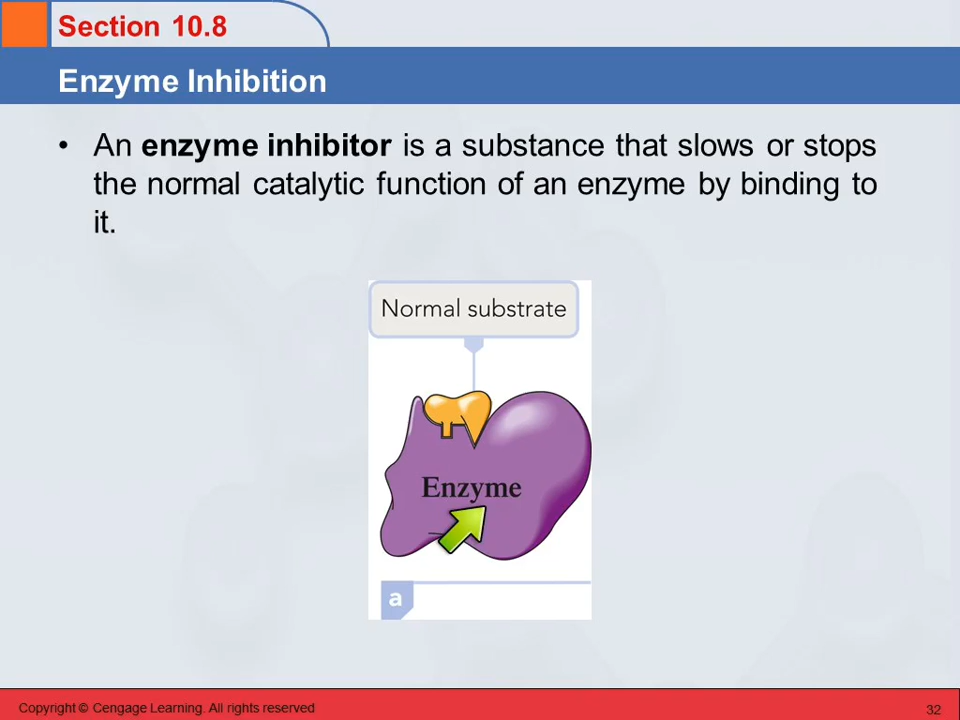 Section 10.8
Enzyme Inhibition
• An enzyme inhibitor is a substance that slows or stops
the normal catalytic function of an enzyme by binding to
it.
Normal substrate
Enzyme
a
Copyright © Cengage Learning. All rights reserved
32